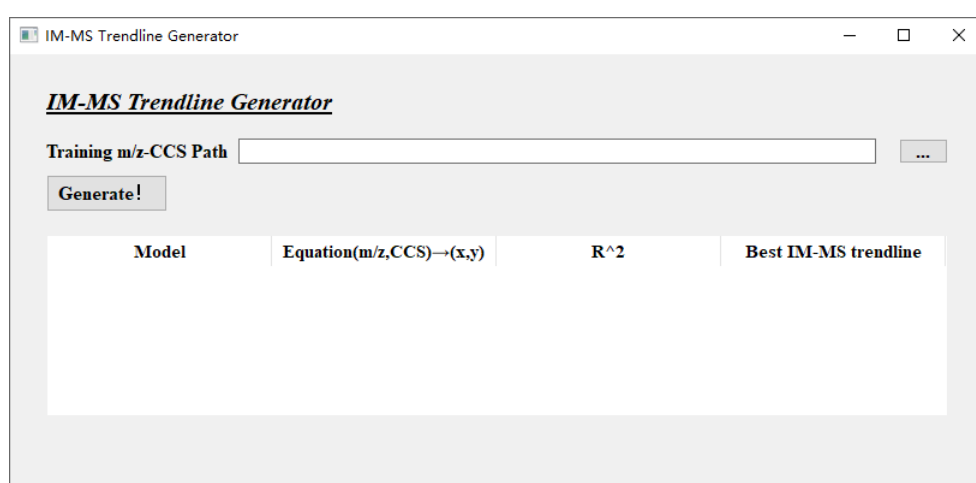 IM-MS Trendline Generator
IM-MS Trendline Generator
Training m/z-CCS Path ...
Generate!
Model Equation(m/z,CCS)→(x,y) R^2 Best IM-MS trendline